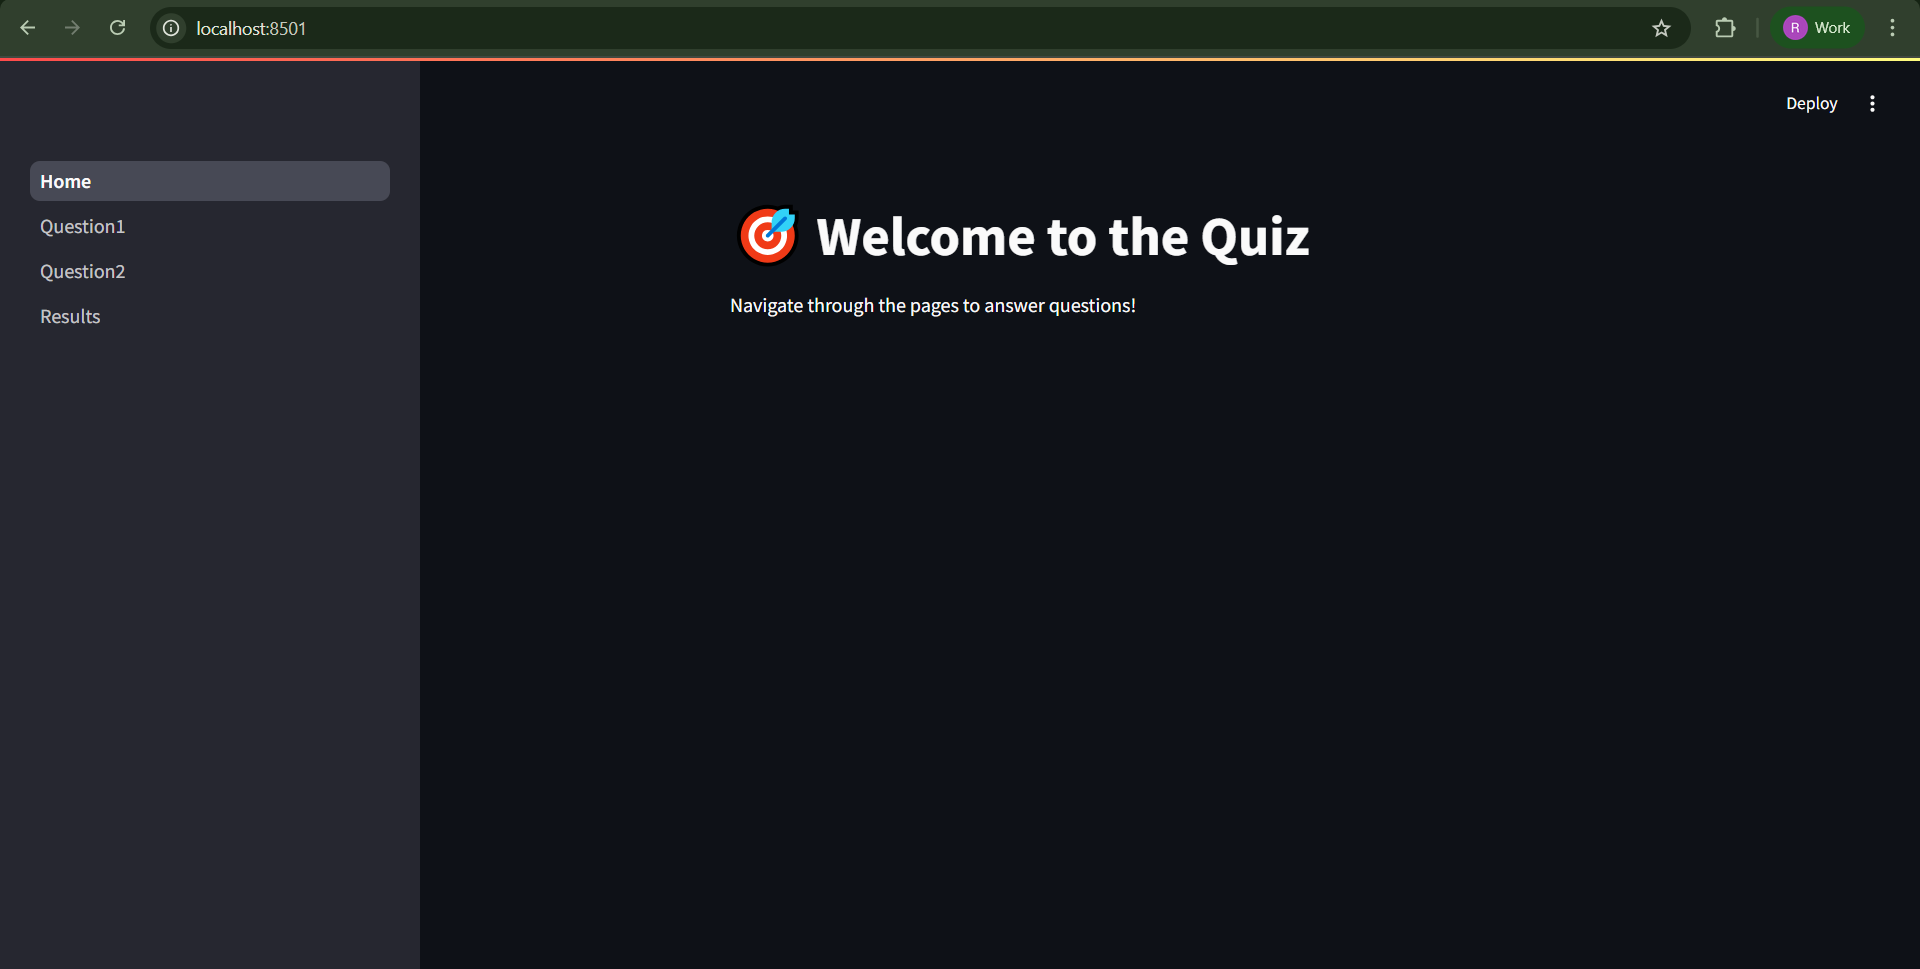 localhost:8501
R Work
Deploy
Home
Question1
Question2
Results
🎯 Welcome to the Quiz
Navigate through the pages to answer questions!